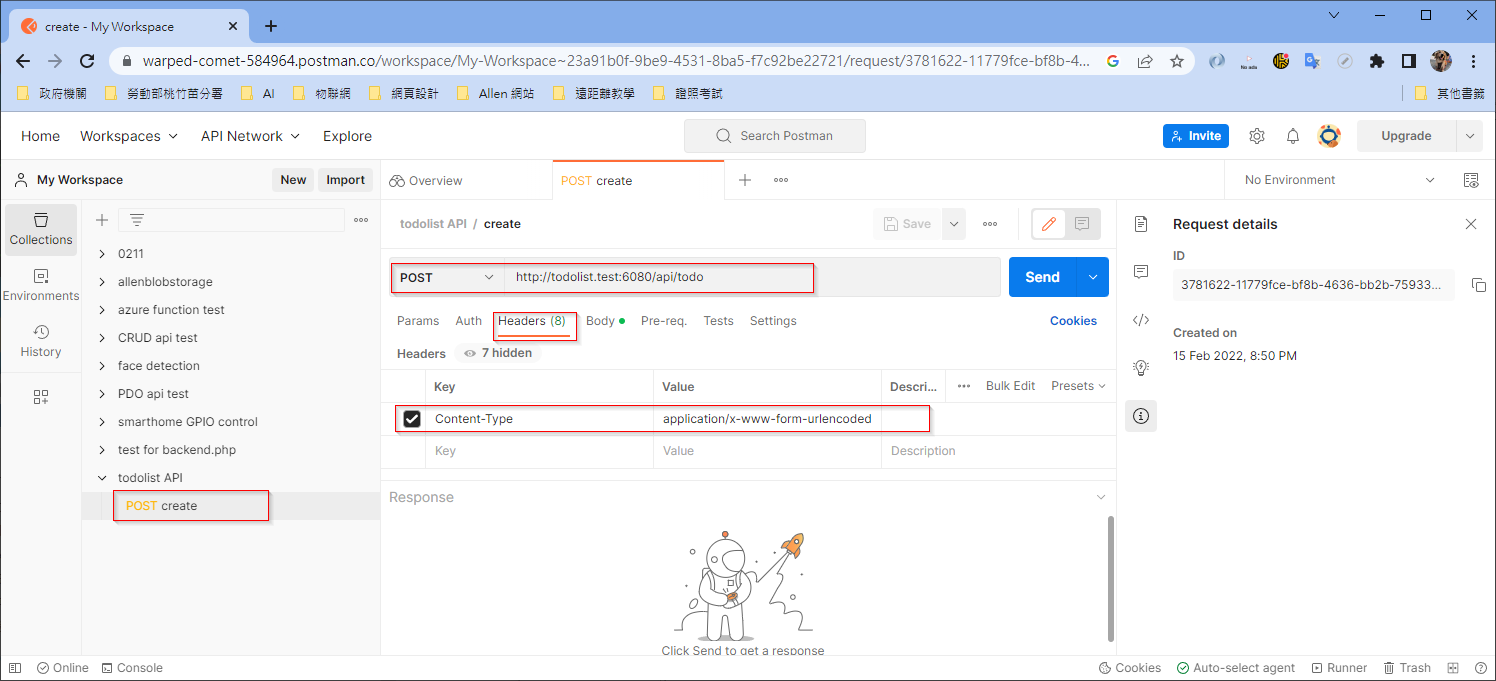 create - My Workspace
warped-comet-584964.postman.co/workspace/My-Workspace~23a91b0f-9be9-4531-8ba5-f7c92be22721/request/3781622-11779fce-bf8b-4...
政府機關 勞動部桃竹苗分署 AI 物聯網 網頁設計 Allen 網站 遠距離教學 證照考試 其他書籤
Home Workspaces API Network Explore Search Postman Invite Upgrade
My Workspace New Import Overview POST create No Environment
Collections
Environments
History
0211
allenblobstorage
azure function test
CRUD api test
face detection
PDO api test
smarthome GPIO control
test for backend.php
todolist API
POST create
todolist API / create Save
POST http://todolist.test:6080/api/todo Send
Params Auth Headers (8) Body Pre-req. Tests Settings Cookies
Headers 7 hidden
Key Value Descri... Bulk Edit Presets
Content-Type application/x-www-form-urlencoded
Key Value Description
Response
Click Send to get a response
Request details
ID
3781622-11779fce-bf8b-4636-bb2b-75933...
Created on
15 Feb 2022, 8:50 PM
Online Console Cookies Auto-select agent Runner Trash